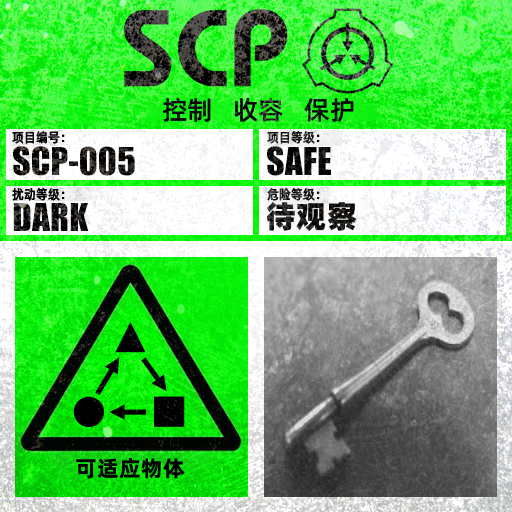 SCP
控制 收容 保护
项目编号：
SCP-005
项目等级：
SAFE
扰动等级：
DARK
危险等级：
待观察
可适应物体